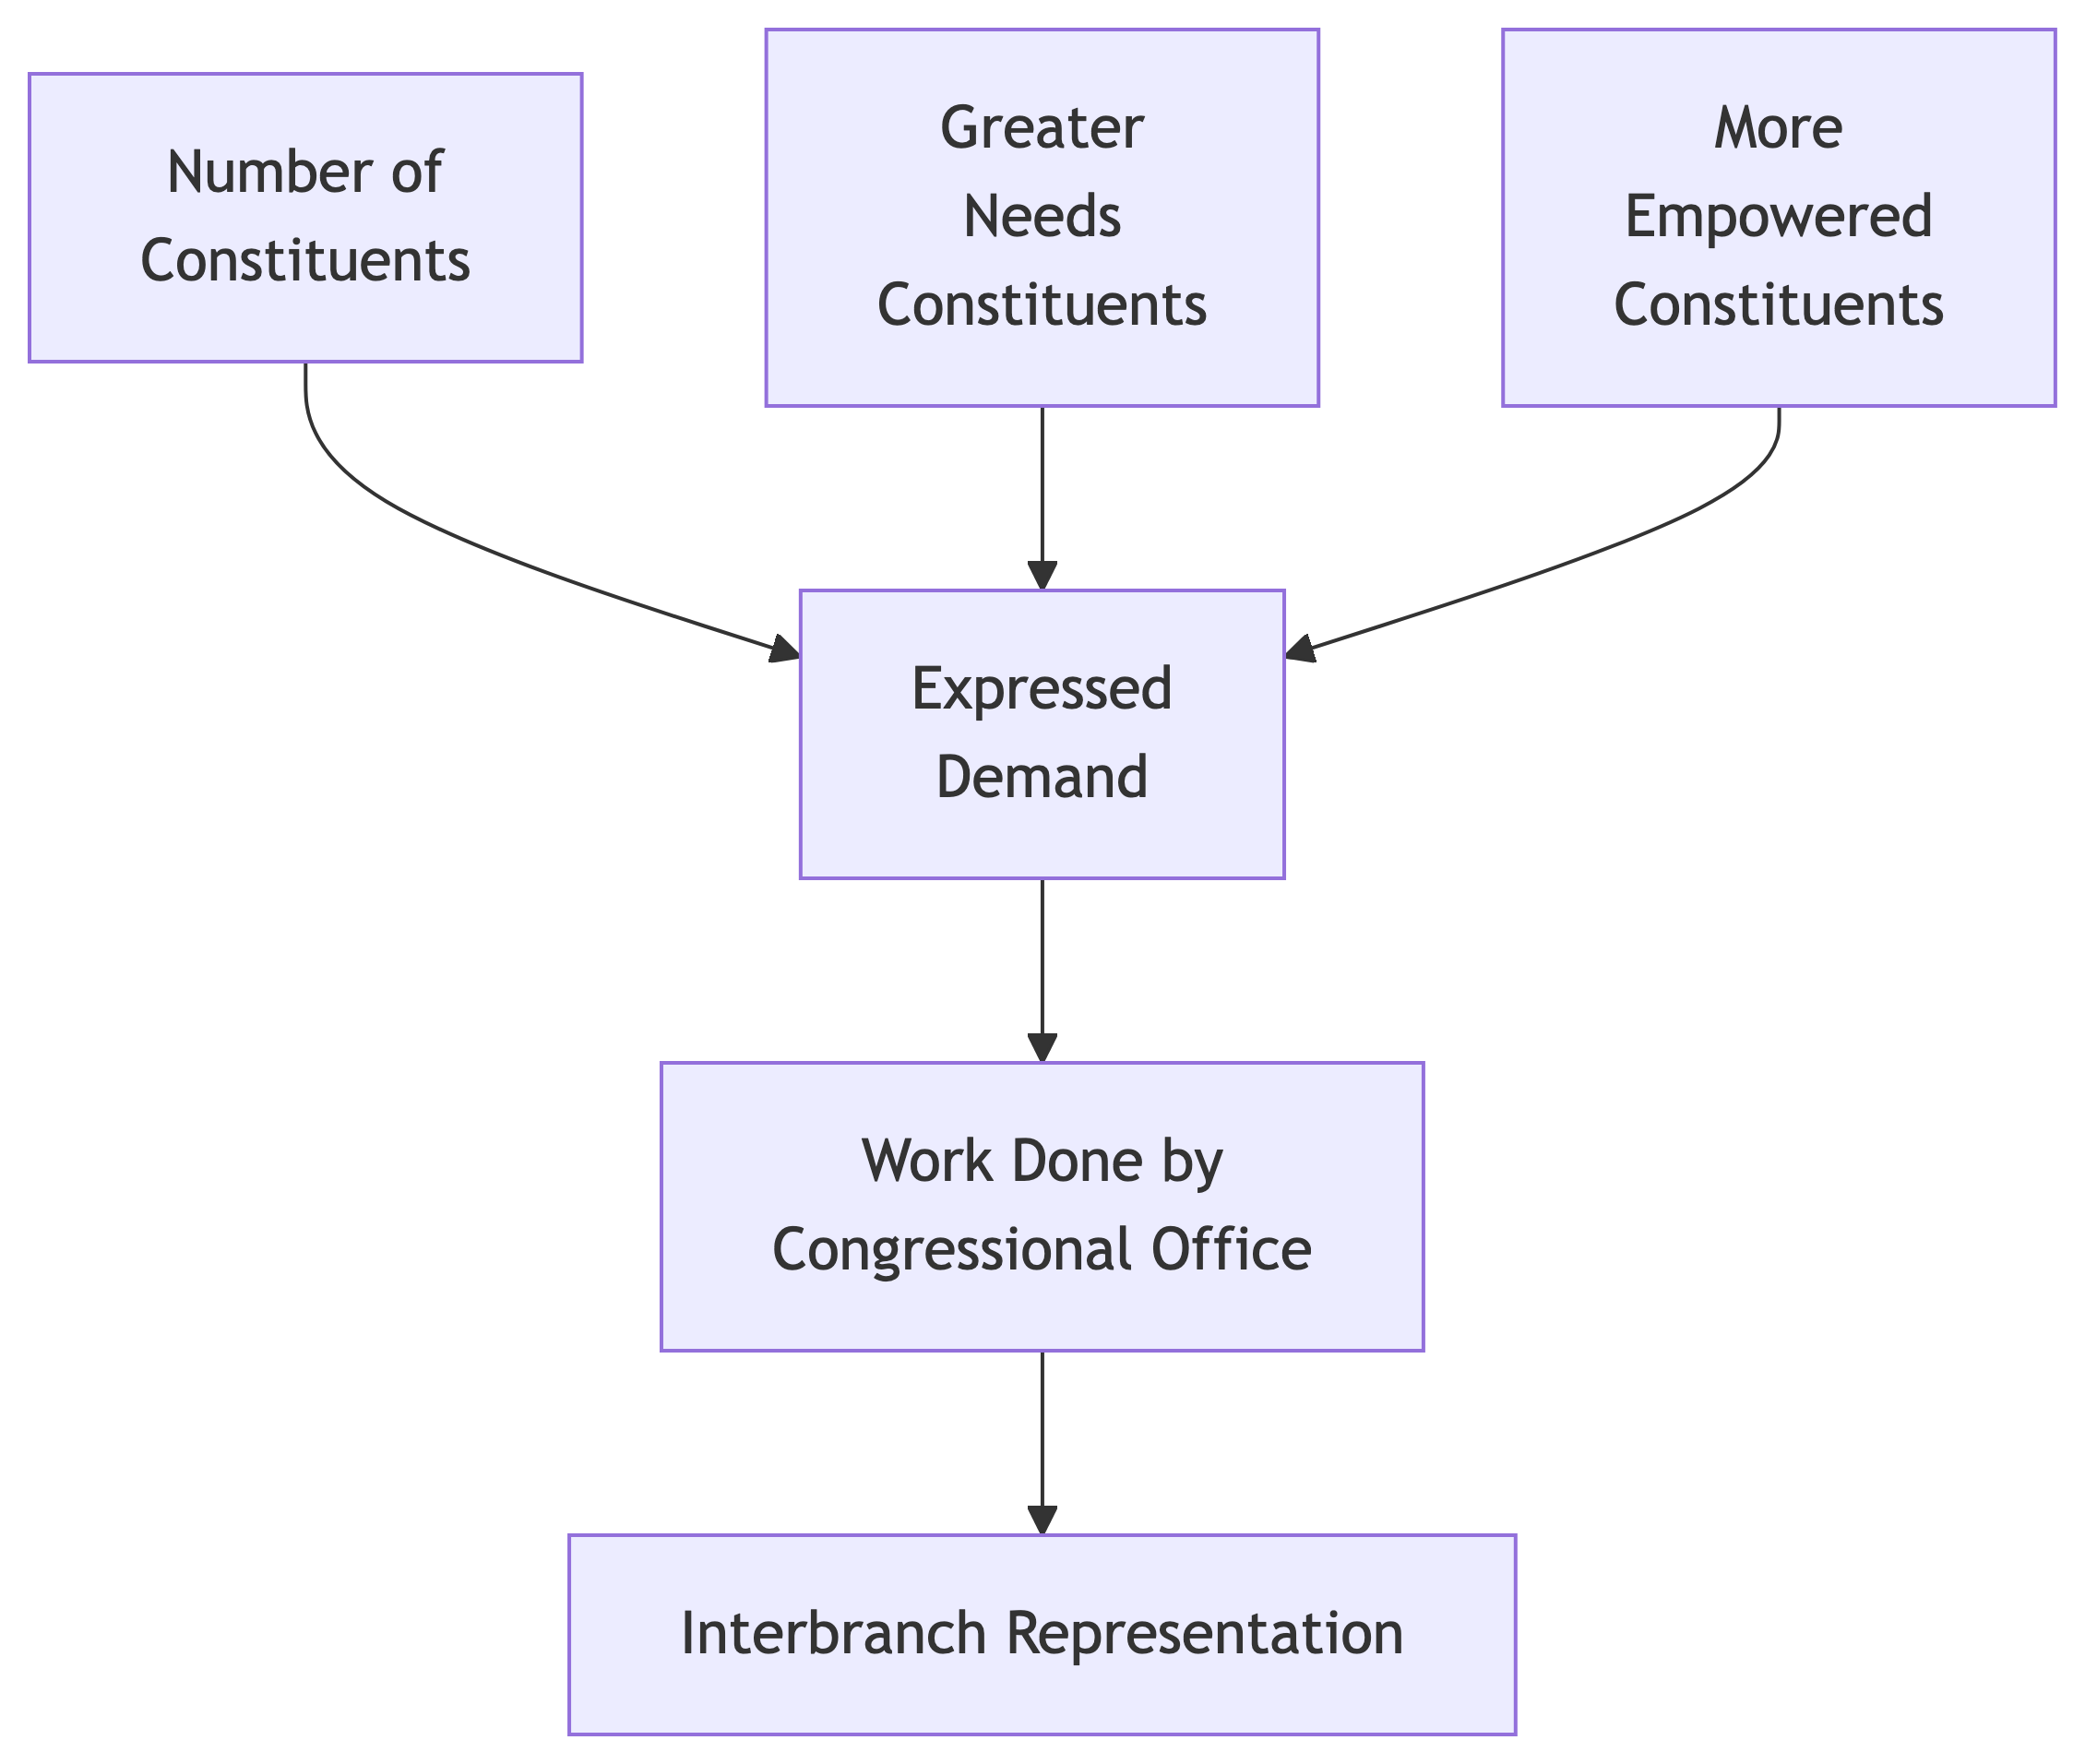 Number of
Constituents
Greater
Needs
Constituents
More
Empowered
Constituents
Expressed
Demand
Work Done by
Congressional Office
Interbranch Representation